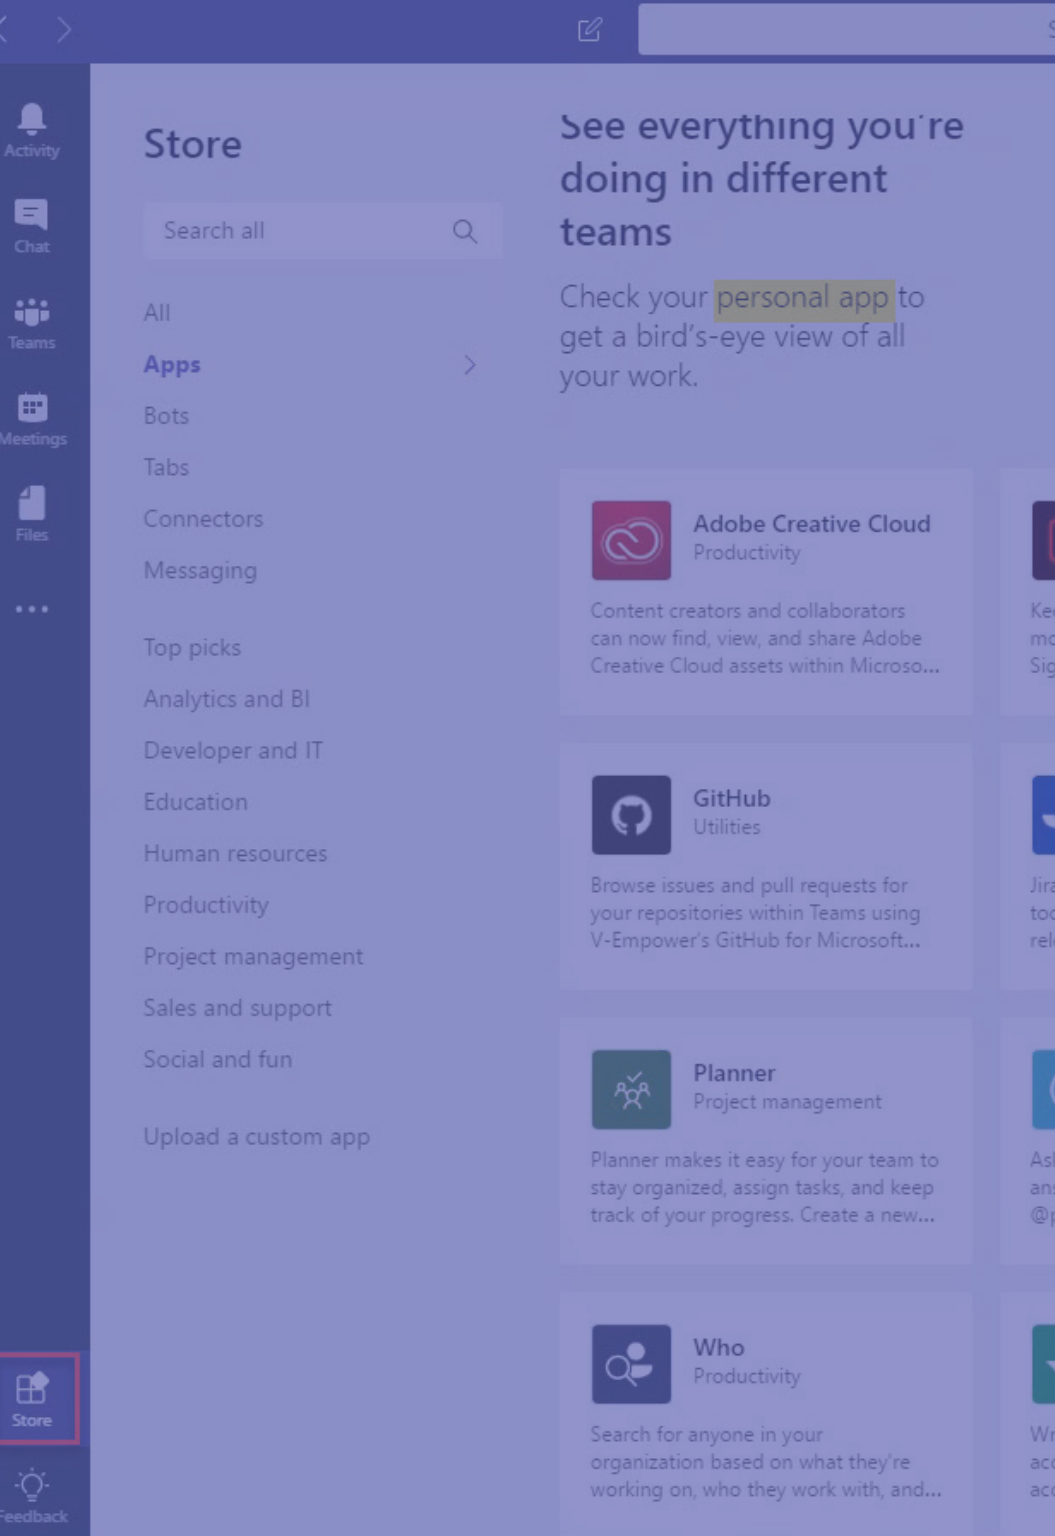 Activity
Chat
Teams
Meetings
Files
Store
Feedback
Store
Search all
All
Apps
Bots
Tabs
Connectors
Messaging
Top picks
Analytics and BI
Developer and IT
Education
Human resources
Productivity
Project management
Sales and support
Social and fun
Upload a custom app
See everything you're
doing in different
teams
Check your personal app to
get a bird's-eye view of all
your work.
Adobe Creative Cloud
Productivity
Content creators and collaborators
can now find, view, and share Adobe
Creative Cloud assets within Microso...
GitHub
Utilities
Browse issues and pull requests for
your repositories within Teams using
V-Empower's GitHub for Microsoft...
Planner
Project management
Planner makes it easy for your team to
stay organized, assign tasks, and keep
track of your progress. Create a new...
Who
Productivity
Search for anyone in your
organization based on what they're
working on, who they work with, and...